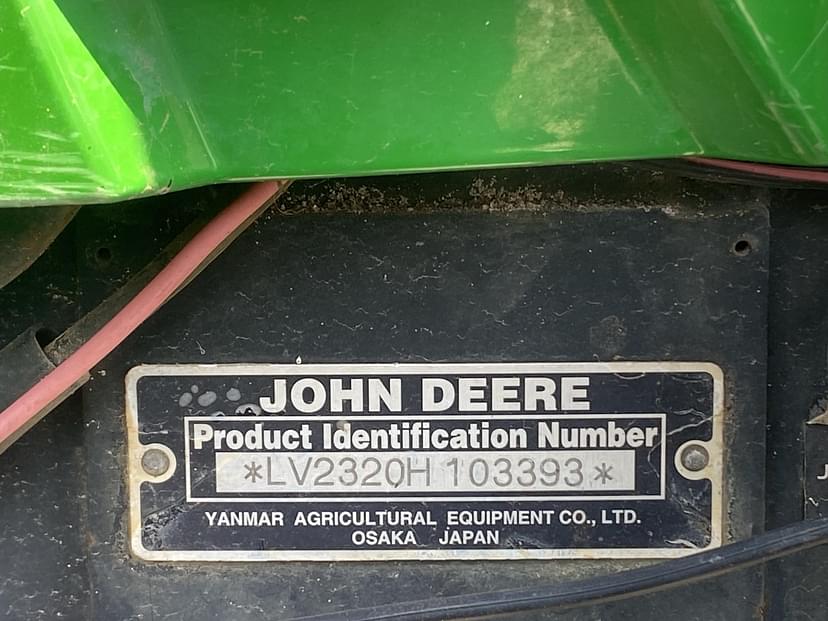 JOHN DEERE
Product Identification Number
*LV2320H 103393*
YANMAR AGRICULTURAL EQUIPMENT CO., LTD.
OSAKA JAPAN